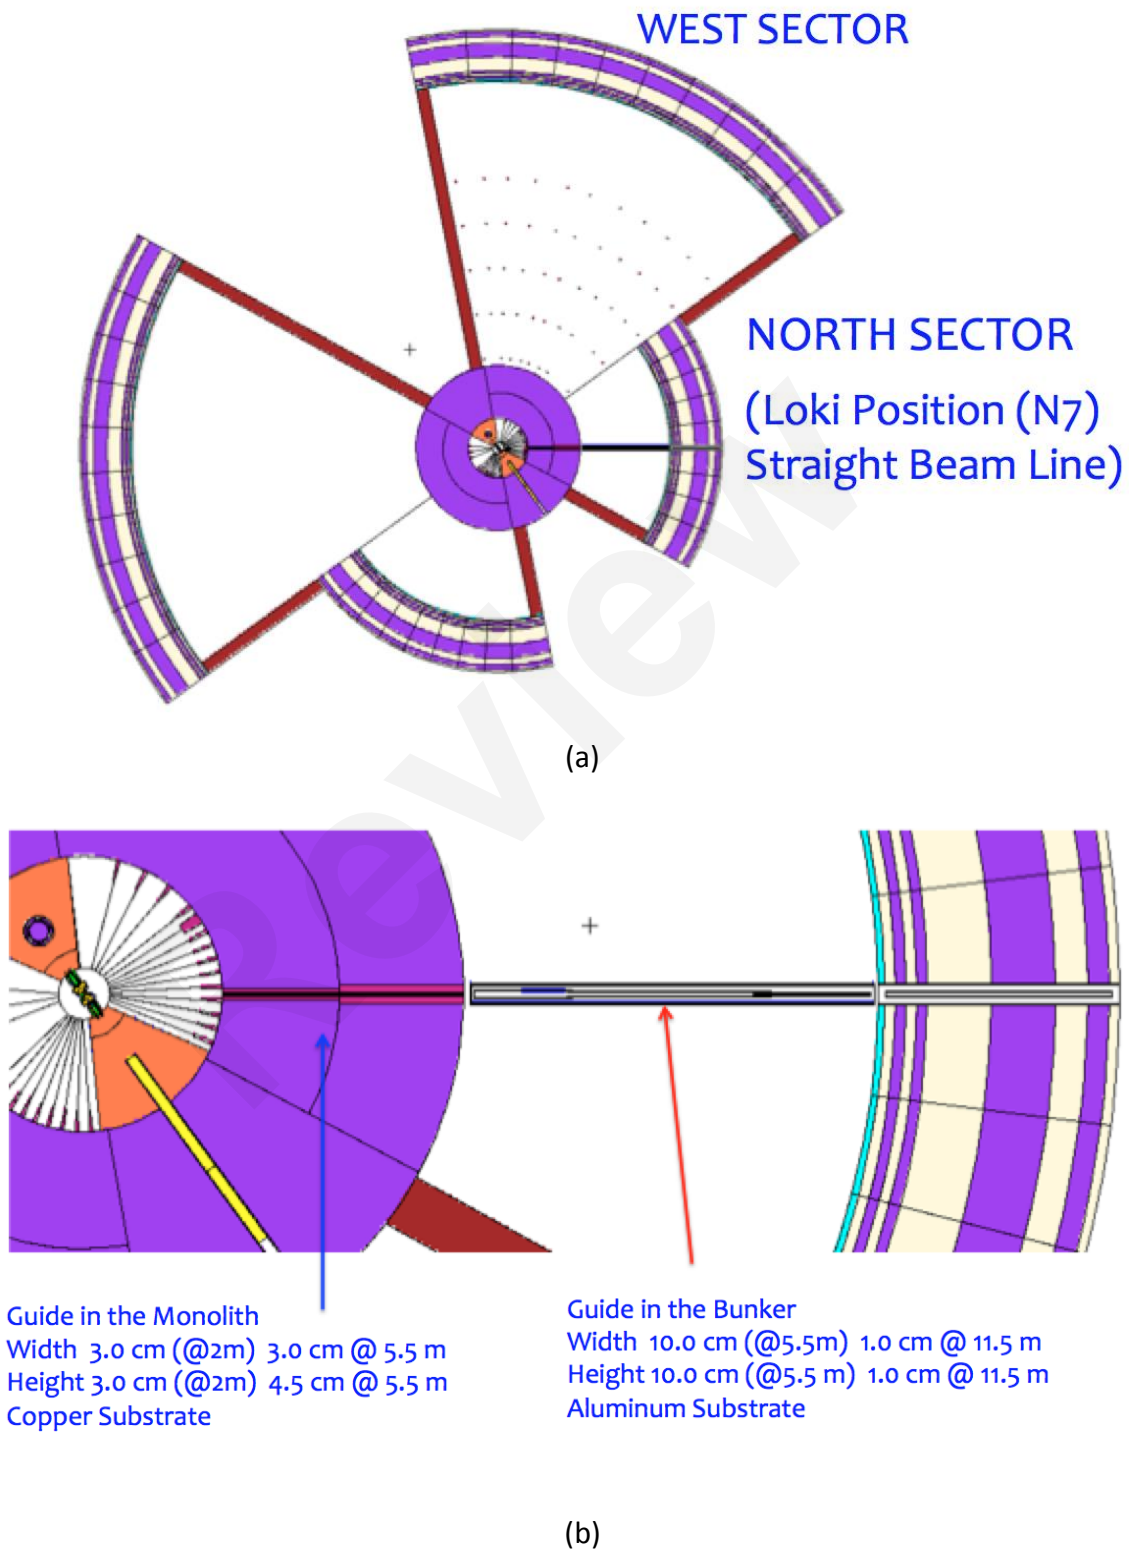 WEST SECTOR
NORTH SECTOR
(Loki Position (N7)
Straight Beam Line)
(a)
Review
Guide in the Monolith
Width 3.0 cm (@2m) 3.0 cm @ 5.5 m
Height 3.0 cm (@2m) 4.5 cm @ 5.5 m
Copper Substrate
Guide in the Bunker
Width 10.0 cm (@5.5m) 1.0 cm @ 11.5 m
Height 10.0 cm (@5.5 m) 1.0 cm @ 11.5 m
Aluminum Substrate
(b)